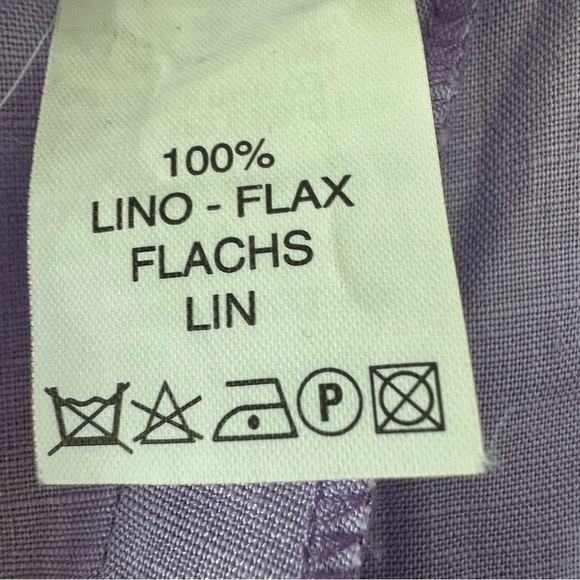 100%
LINO - FLAX
FLACHS
LIN
P